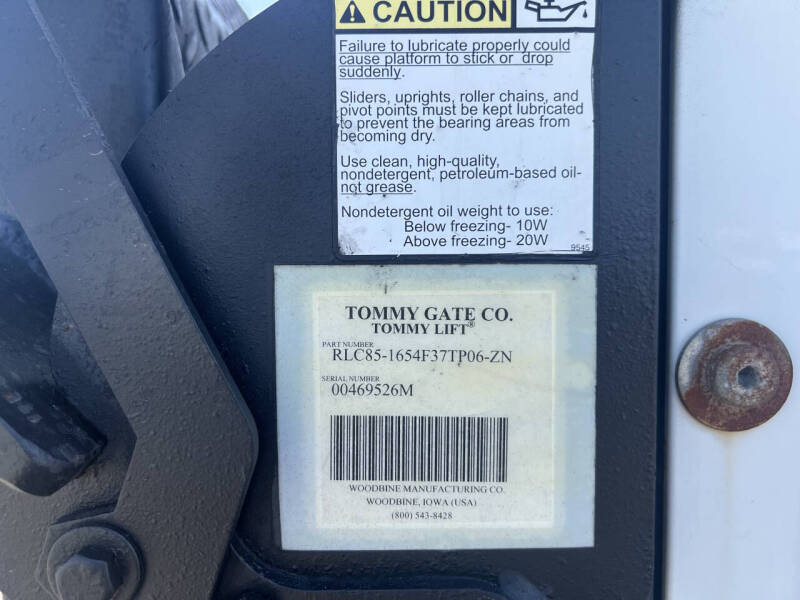 CAUTION
Failure to lubricate properly could
cause platform to stick or drop
suddenly.
Sliders, uprights, roller chains, and
pivot points must be kept lubricated
to prevent the bearing areas from
becoming dry.
Use clean, high-quality,
nondetergent, petroleum-based oil-
not grease.
Nondetergent oil weight to use:
Below freezing- 10W
Above freezing- 20W
9545
TOMMY GATE CO.
TOMMY LIFT®
PART NUMBER
RLC85-1654F37TP06-ZN
SERIAL NUMBER
00469526M
WOODBINE MANUFACTURING CO.
WOODBINE, IOWA (USA)
(800) 543-8428